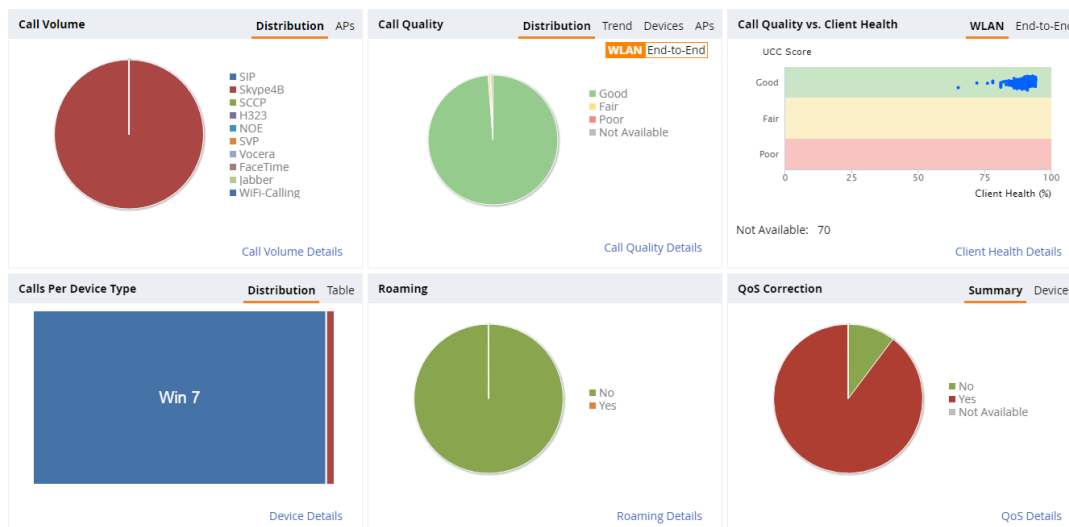 Call Volume
Distribution APs
SIP
Skype4B
SCCP
H323
NOE
SVP
Vocera
FaceTime
Jabber
WiFi-Calling
Call Volume Details
Call Quality
Distribution Trend Devices APs
WLAN End-to-End
Good
Fair
Poor
Not Available
Call Quality Details
Call Quality vs. Client Health
WLAN End-to-End
UCC Score
Good
Fair
Poor
0 25 50 75 100
Client Health (%)
Not Available: 70
Client Health Details
Calls Per Device Type
Distribution Table
Win 7
Device Details
Roaming
No
Yes
Roaming Details
QoS Correction
Summary Device
No
Yes
Not Available
QoS Details